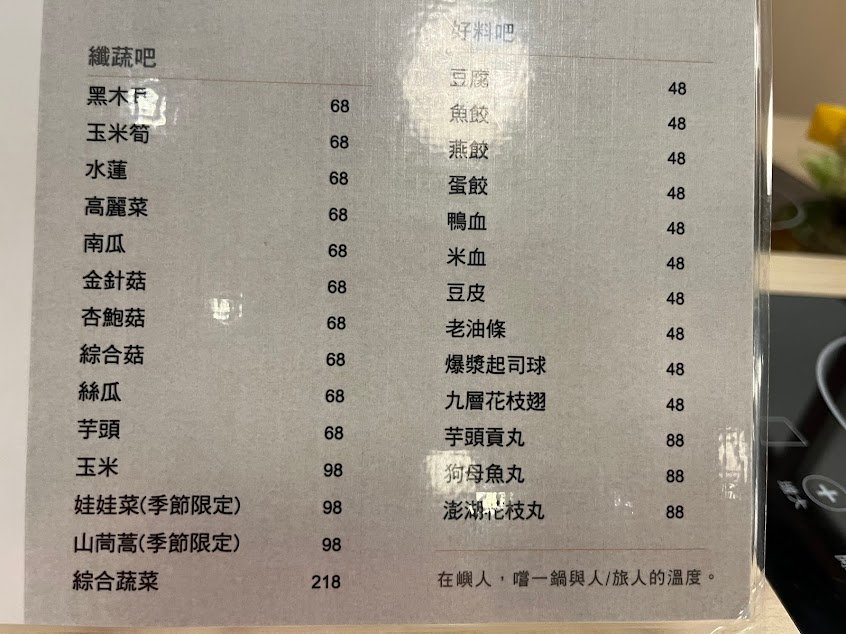 纖蔬吧
黑木耳 68
玉米筍 68
水蓮 68
高麗菜 68
南瓜 68
金針菇 68
杏鮑菇 68
綜合菇 68
絲瓜 68
芋頭 68
玉米 98
娃娃菜(季節限定) 98
山茼蒿(季節限定) 98
綜合蔬菜 218
好料吧
豆腐 48
魚餃 48
燕餃 48
蛋餃 48
鴨血 48
米血 48
豆皮 48
老油條 48
爆漿起司球 48
九層花枝翅 48
芋頭貢丸 88
狗母魚丸 88
澎湖花枝丸 88
在嶼人，嚐一鍋與人/旅人的溫度。